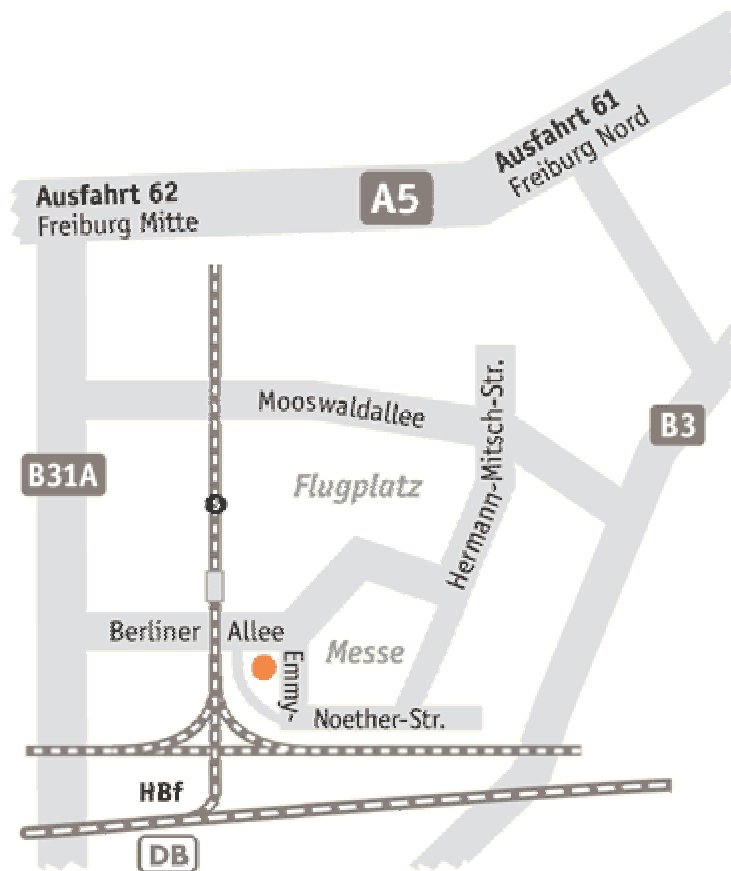 Ausfahrt 61
Freiburg Nord
Ausfahrt 62
Freiburg Mitte
A5
Mooswaldallee
Hermann-Mitsch-Str.
B3
B31A
Flugplatz
S
Berliner Allee
Messe
Emmy-
Noether-Str.
HBf
DB